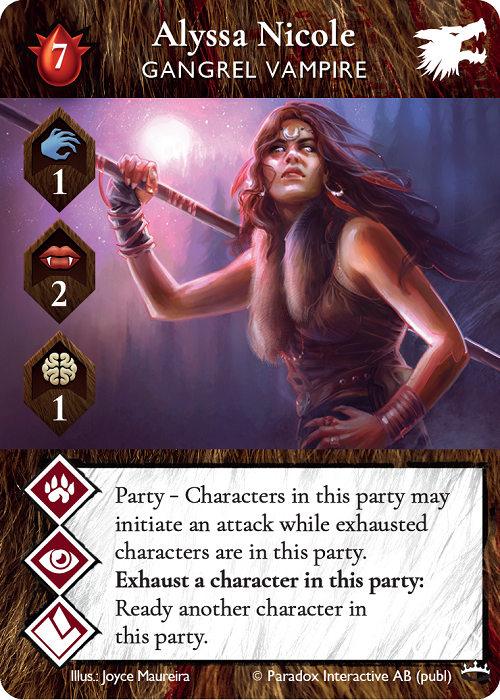 7
Alyssa Nicole
GANGREL VAMPIRE
1
2
1
Party - Characters in this party may
initiate an attack while exhausted
characters are in this party.
Exhaust a character in this party:
Ready another character in
this party.
Illus.: Joyce Maureira © Paradox Interactive AB (publ)